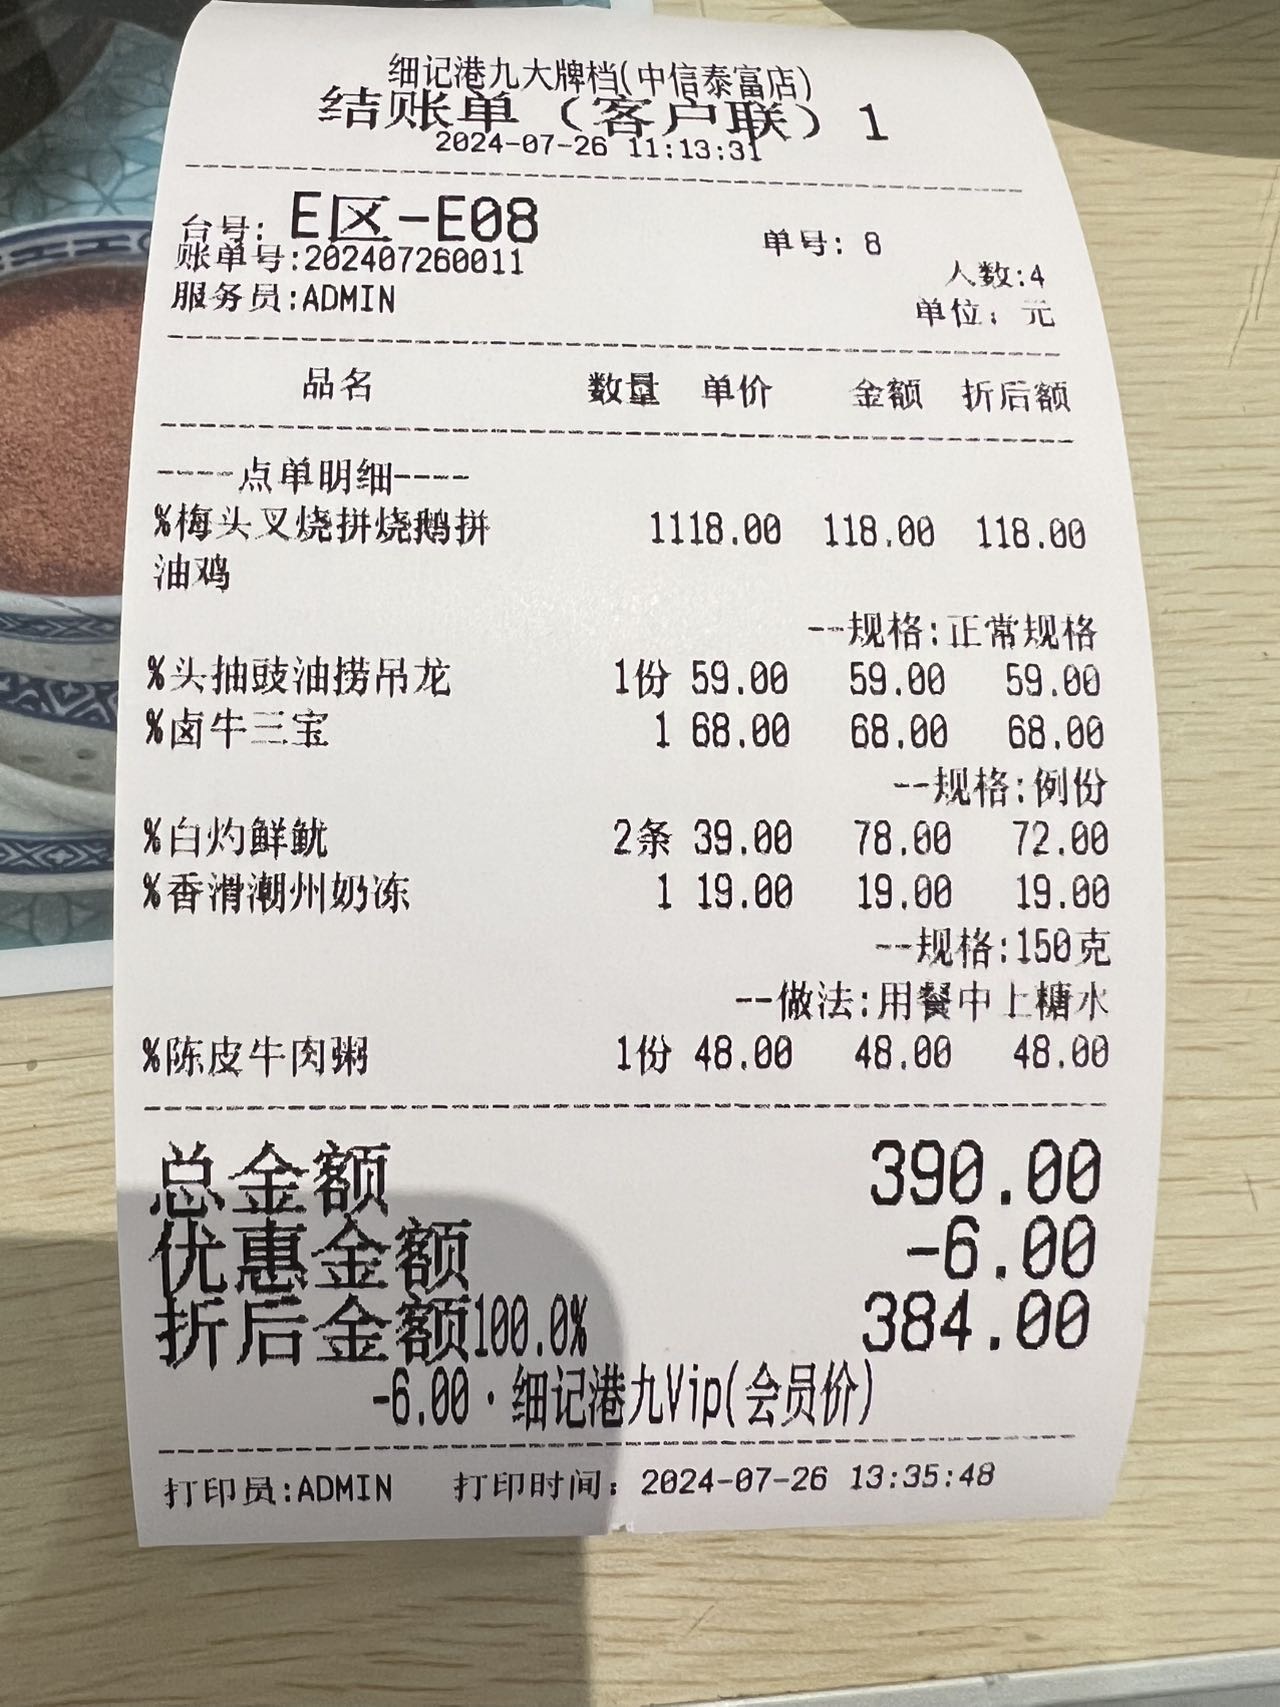 细记港九大牌档(中信泰富店)
结账单（客户联）1
2024-07-26 11:13:31
台号: E区-E08 单号: 8
账单号:202407260011 人数:4
服务员:ADMIN 单位: 元
品名 数量 单价 金额 折后额
----点单明细----
%梅头叉烧拼烧鹅拼 1118.00 118.00 118.00
油鸡
--规格:正常规格
%头抽豉油捞吊龙 1份 59.00 59.00 59.00
%卤牛三宝 1 68.00 68.00 68.00
--规格:例份
%白灼鲜鱿 2条 39.00 78.00 72.00
%香滑潮州奶冻 1 19.00 19.00 19.00
--规格:150克
--做法:用餐中上糖水
%陈皮牛肉粥 1份 48.00 48.00 48.00
总金额 390.00
优惠金额 -6.00
折后金额100.0% 384.00
-6.00·细记港九Vip(会员价)
打印员:ADMIN 打印时间: 2024-07-26 13:35:48